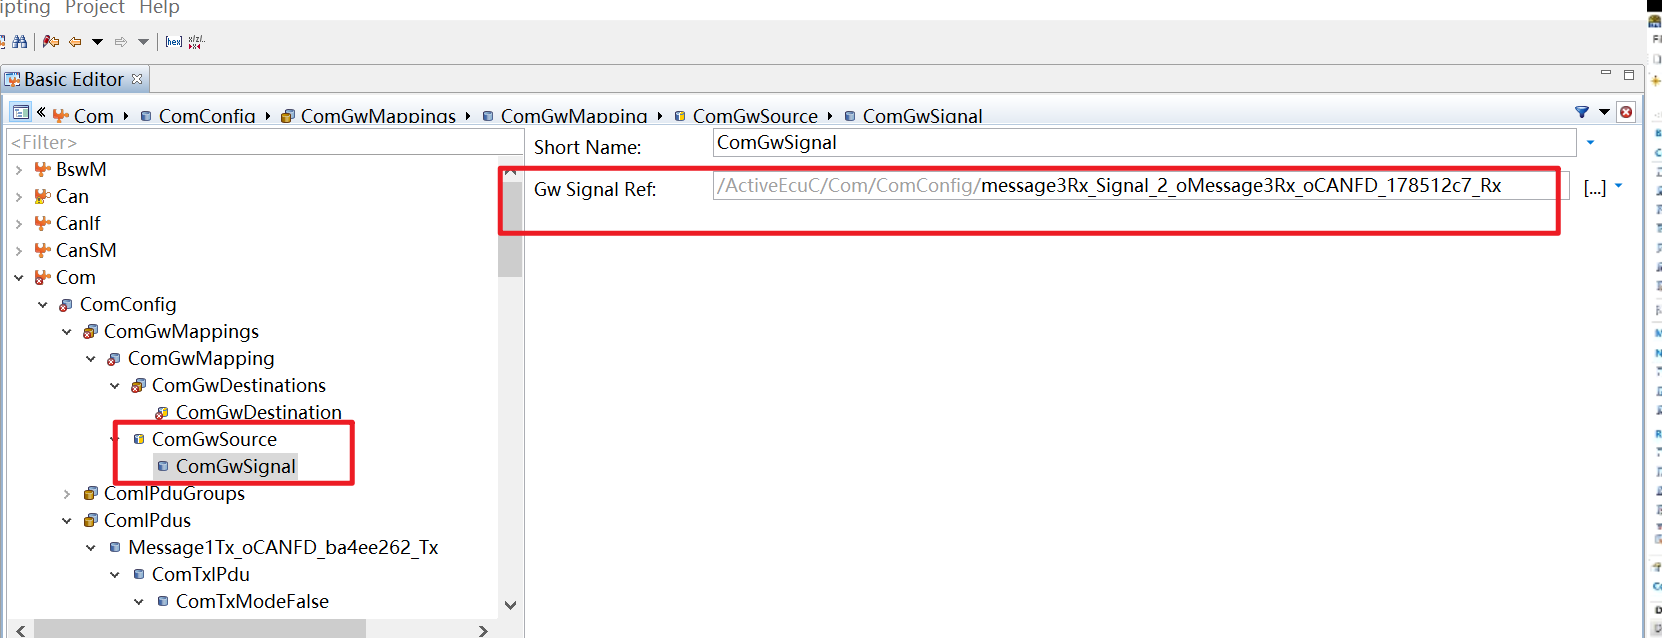 ipting Project Help
[hex]
Basic Editor
« Com ComConfig ComGwMappings ComGwMapping ComGwSource ComGwSignal
<Filter>
Short Name: ComGwSignal
BswM
Gw Signal Ref: /ActiveEcuC/Com/ComConfig/message3Rx_Signal_2_oMessage3Rx_oCANFD_178512c7_Rx [...]
Can
CanIf
CanSM
Com
ComConfig
ComGwMappings
ComGwMapping
ComGwDestinations
ComGwDestination
ComGwSource
ComGwSignal
ComIPduGroups
ComIPdus
Message1Tx_oCANFD_ba4ee262_Tx
ComTxIPdu
ComTxModeFalse